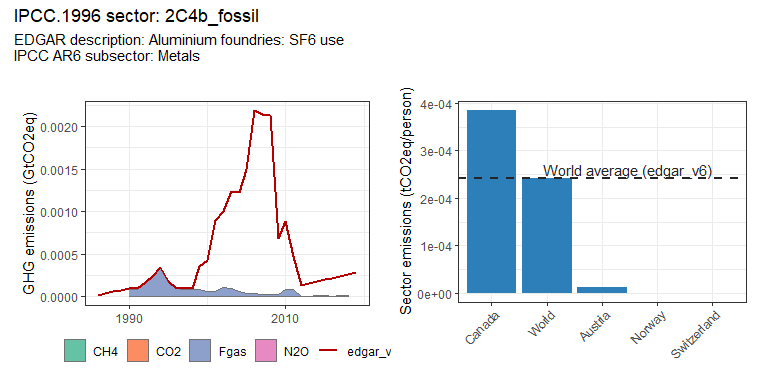 IPCC.1996 sector: 2C4b_fossil
EDGAR description: Aluminium foundries: SF6 use
IPCC AR6 subsector: Metals
GHG emissions (GtCO2eq)
0.0020
0.0015
0.0010
0.0005
0.0000
1990 2010
CH4 CO2 Fgas N2O edgar_v
Sector emissions (tCO2eq/person)
4e-04
3e-04
2e-04
1e-04
0e+00
World average (edgar_v6)
Canada
World
Austria
Norway
Switzerland